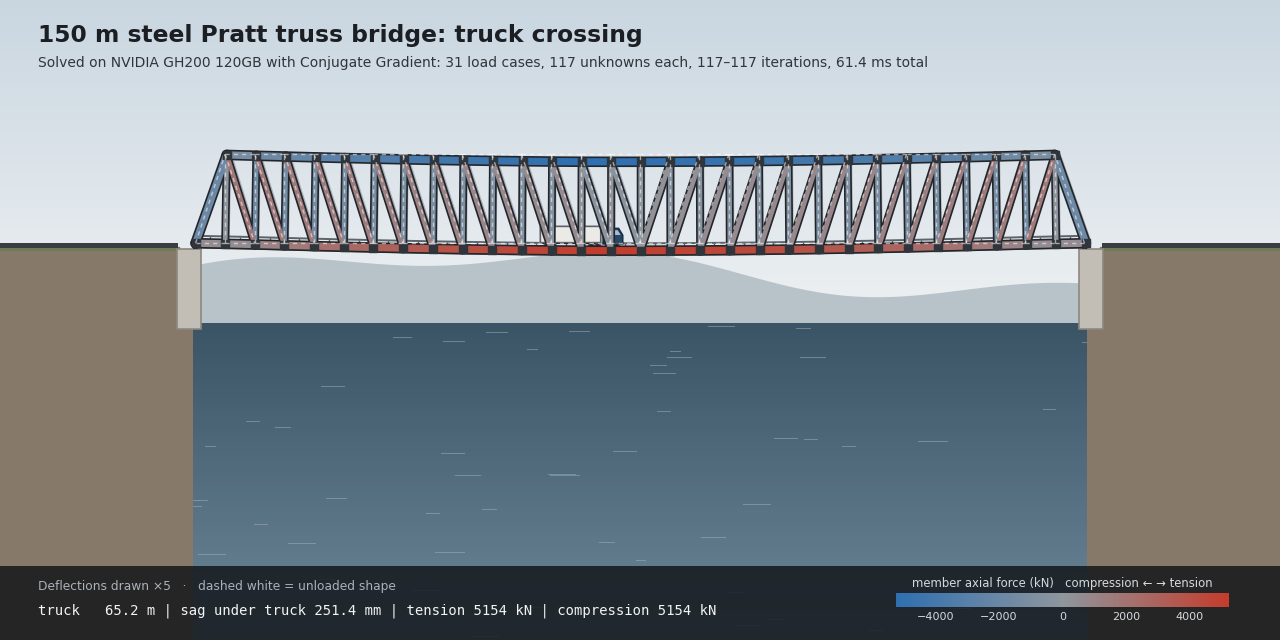 150 m steel Pratt truss bridge: truck crossing
Solved on NVIDIA GH200 120GB with Conjugate Gradient: 31 load cases, 117 unknowns each, 117–117 iterations, 61.4 ms total
Deflections drawn ×5 · dashed white = unloaded shape
truck 65.2 m | sag under truck 251.4 mm | tension 5154 kN | compression 5154 kN
member axial force (kN) compression ← → tension
−4000 −2000 0 2000 4000